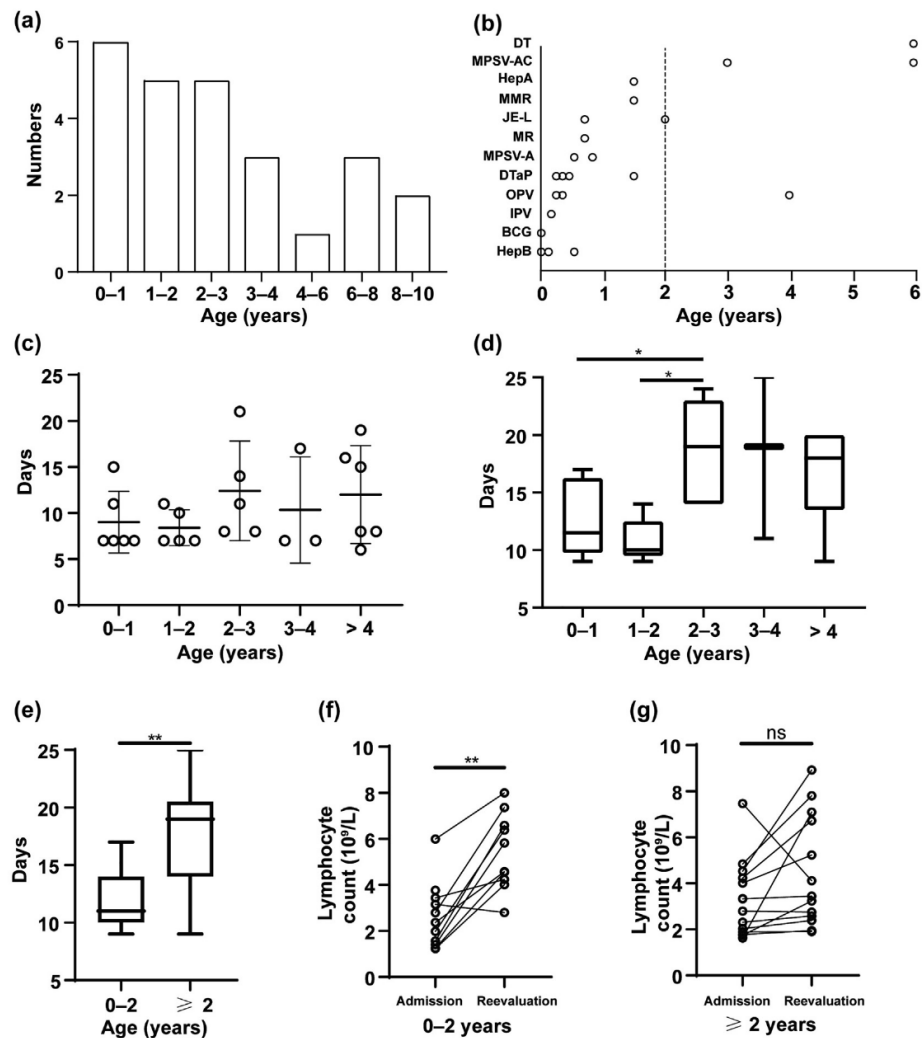 (a)
6
4
2
0
Numbers
0–1 1–2 2–3 3–4 4–6 6–8 8–10
Age (years)
(b)
DT
MPSV-AC
HepA
MMR
JE-L
MR
MPSV-A
DTaP
OPV
IPV
BCG
HepB
0 1 2 3 4 5 6
Age (years)
(c)
20
15
10
5
0
Days
0–1 1–2 2–3 3–4 > 4
Age (years)
(d)
* 
*
25
20
15
10
5
Days
0–1 1–2 2–3 3–4 > 4
Age (years)
(e)
**
25
20
15
10
5
Days
0–2 ⩾ 2
Age (years)
(f)
**
10
8
6
4
2
0
Lymphocyte
count (10⁹/L)
Admission Reevaluation
0–2 years
(g)
ns
10
8
6
4
2
0
Lymphocyte
count (10⁹/L)
Admission Reevaluation
⩾ 2 years